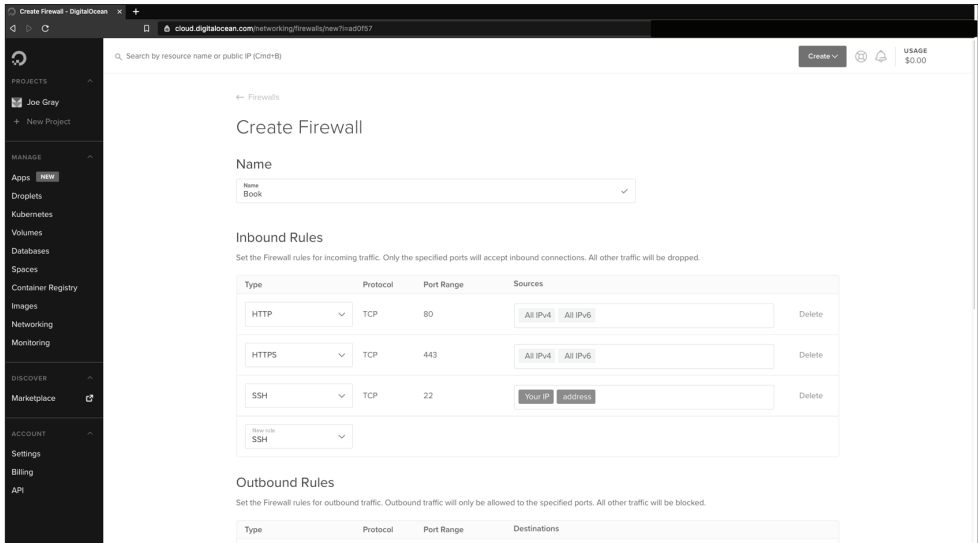 Create Firewall - DigitalOcean × +
cloud.digitalocean.com/networking/firewalls/new?i=ad0f57
Search by resource name or public IP (Cmd+B)
Create
USAGE
$0.00
PROJECTS
Joe Gray
+ New Project
MANAGE
Apps NEW
Droplets
Kubernetes
Volumes
Databases
Spaces
Container Registry
Images
Networking
Monitoring
DISCOVER
Marketplace
ACCOUNT
Settings
Billing
API
← Firewalls
Create Firewall
Name
Name
Book
Inbound Rules
Set the Firewall rules for incoming traffic. Only the specified ports will accept inbound connections. All other traffic will be dropped.
Type Protocol Port Range Sources
HTTP TCP 80 All IPv4 All IPv6 Delete
HTTPS TCP 443 All IPv4 All IPv6 Delete
SSH TCP 22 Your IP address Delete
New rule
SSH
Outbound Rules
Set the Firewall rules for outbound traffic. Outbound traffic will only be allowed to the specified ports. All other traffic will be blocked.
Type Protocol Port Range Destinations